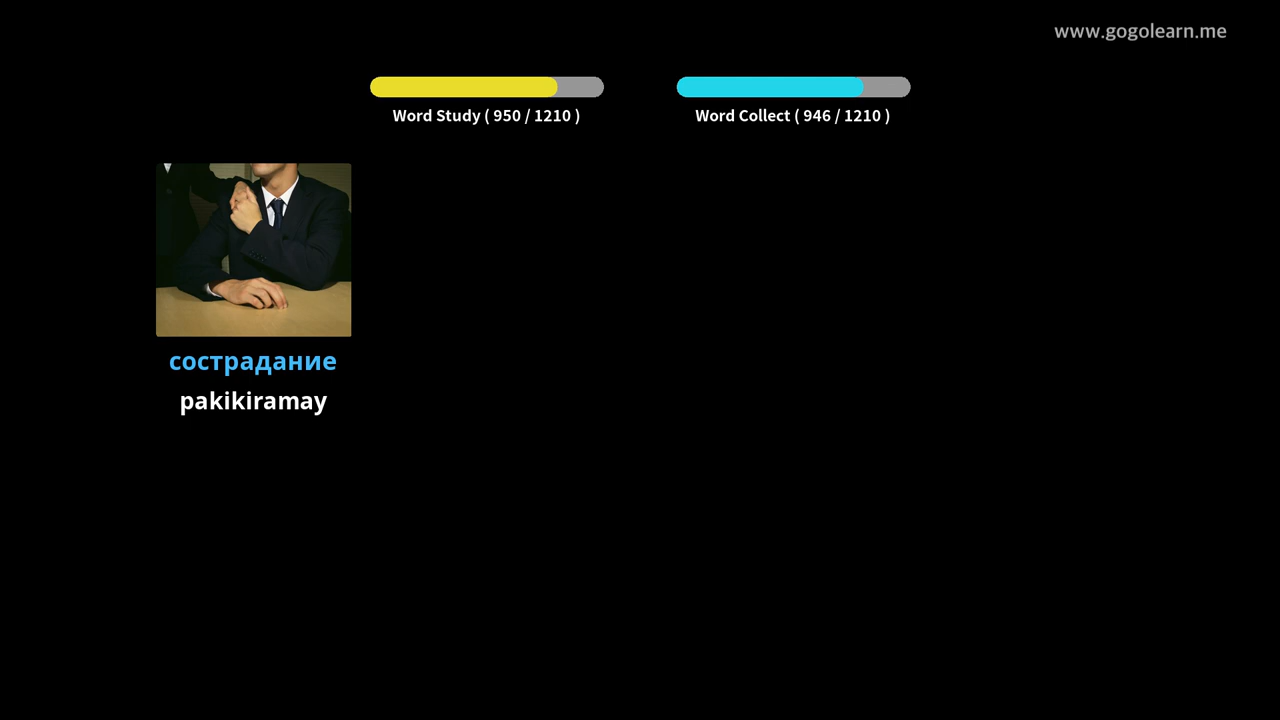 www.gogolearn.me
Word Study ( 950 / 1210 )
Word Collect ( 946 / 1210 )
сострадание
pakikiramay